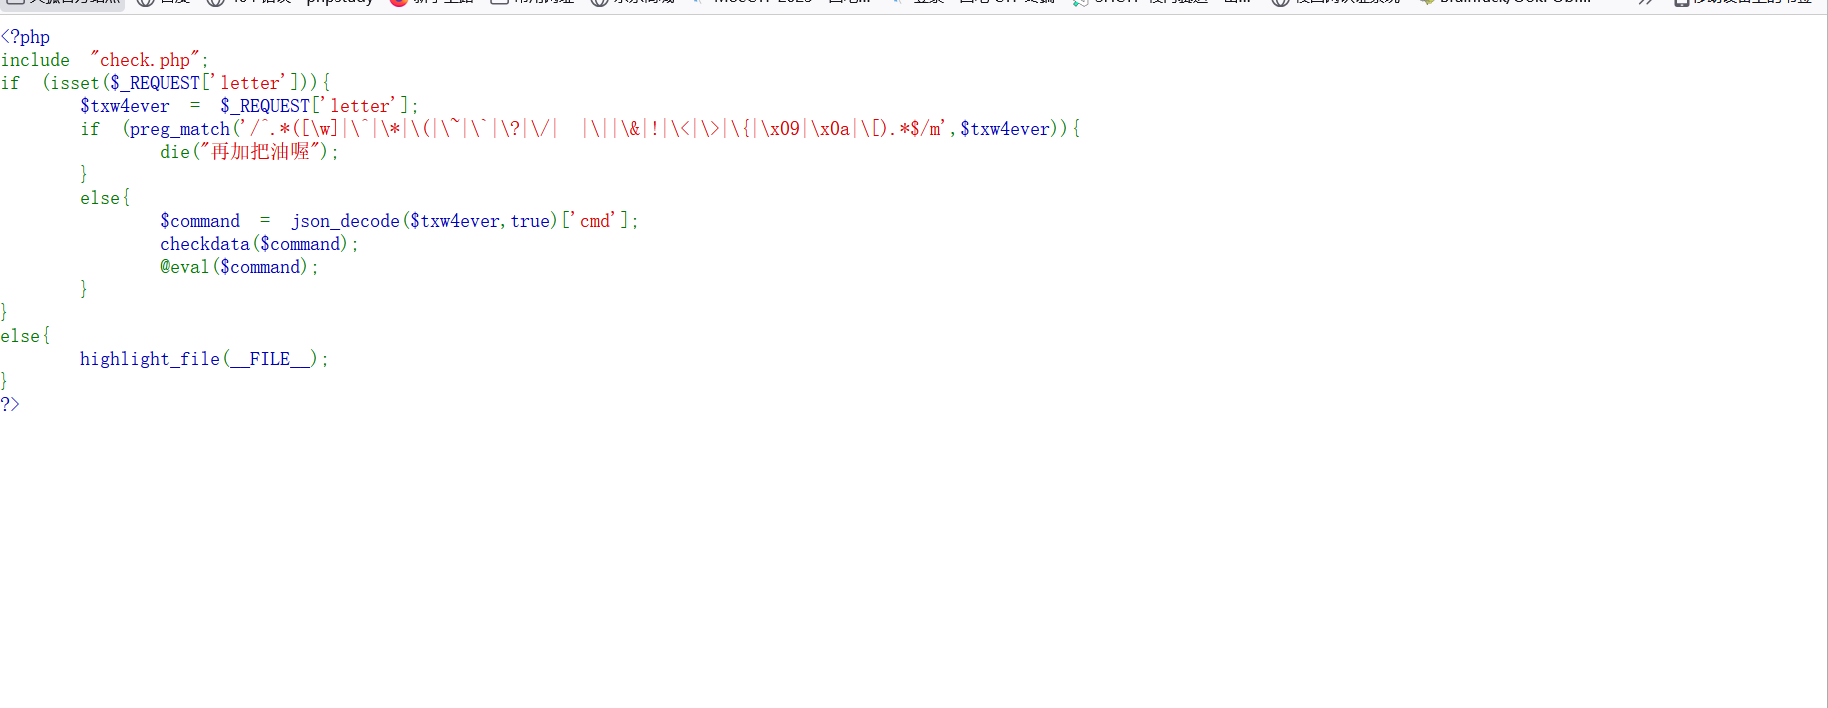 <?php
include "check.php";
if (isset($_REQUEST['letter'])){
        $txw4ever = $_REQUEST['letter'];
        if (preg_match('/^.*([\w]|\^|\*|\(|\~|\`|\?|\/| |\||\&|!|\<|\>|\{|\x09|\x0a|\[).*$/m',$txw4ever)){
                die("再加把油喔");
        }
        else{
                $command = json_decode($txw4ever,true)['cmd'];
                checkdata($command);
                @eval($command);
        }
}
else{
        highlight_file(__FILE__);
}
?>